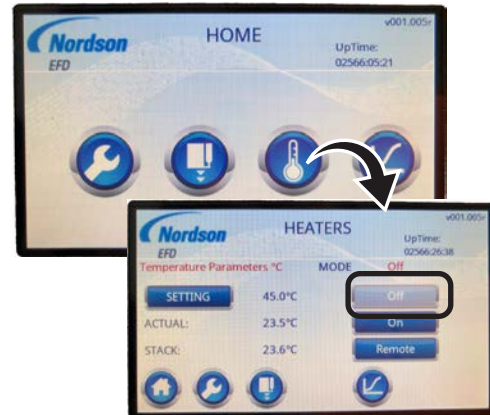 Nordson
EFD
HOME
v001.005r
UpTime:
02566:05:21
Nordson
EFD
HEATERS
v001.005r
UpTime:
02566:26:38
Temperature Parameters °C
MODE
Off
SETTING
45.0°C
Off
ACTUAL:
23.5°C
On
STACK:
23.6°C
Remote